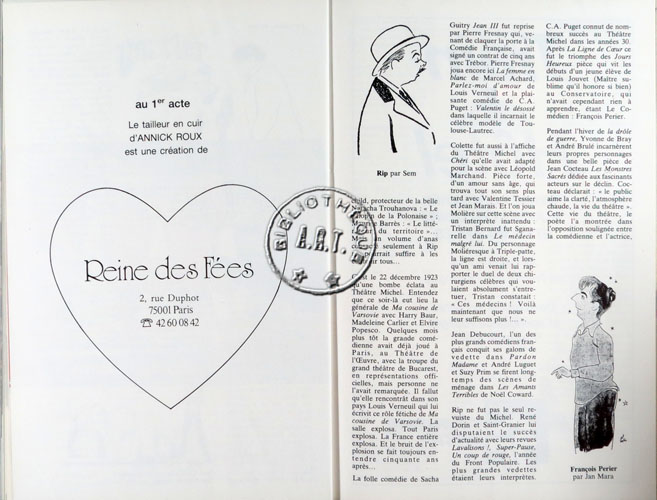 au 1er acte
Le tailleur en cuir
d'ANNICK ROUX
est une création de
Reine des Fées
2, rue Duphot
75001 Paris
☎ 42 60 08 42
Rip par Sem
child, protecteur de la belle
Natacha Trouhanova : « Le
de la Polonaise » ;
Barrès : « Le litté-
du territoire »...
un volume d'anas
seulement à Rip
pourrait suffire à les
tous...
C'est le 22 décembre 1923
qu'une bombe éclata au
Théâtre Michel. Entendez
que ce soir-là eut lieu la
générale de Ma cousine de
Varsovie avec Harry Baur,
Madeleine Carlier et Elvire
Popesco. Quelques mois
plus tôt la grande comé-
dienne avait déjà joué à
Paris, au Théâtre de
l'Œuvre, avec la troupe du
grand théâtre de Bucarest,
en représentations offi-
cielles, mais personne ne
l'avait remarquée. Il fallut
qu'elle rencontrât dans son
pays Louis Verneuil et qui lui
écrivit ce rôle fétiche de Ma
cousine de Varsovie. La
salle explosa. Tout Paris
explosa. La France entière
explosa. Et le bruit de l'ex-
plosion se fait toujours en-
tendre cinquante ans
après...
La folle comédie de Sacha
Guitry Jean III fut reprise
par Pierre Fresnay qui, ve-
nant de claquer la porte à la
Comédie Française, avait
signé un contrat de cinq ans
avec Trébor. Pierre Fresnay
joua encore ici La femme en
blanc de Marcel Achard,
Parlez-moi d'amour de
Louis Verneuil et la plai-
sante comédie de C.A.
Puget : Valentin le désossé
dans laquelle il incarnait le
célèbre modèle de Tou-
louse-Lautrec.
Colette fut aussi à l'affiche
du Théâtre Michel avec
Chéri qu'elle avait adapté
pour la scène avec Léopold
Marchand. Pièce forte,
d'un amour sans âge, qui
trouva tout son sens plus
tard avec Valentine Tessier
et Jean Marais. Et l'on joua
Molière sur cette scène avec
un interprète inattendu :
Tristan Bernard fut Sgana-
relle dans Le médecin
malgré lui. Du personnage
Moliéresque à Triple-patte,
la ligne est droite, et lors-
qu'un ami venait lui rap-
porter le duel de deux chi-
rurgiens célèbres qui vou-
laient absolument s'entre-
tuer, Tristan constatait :
« Ces médecins ! Voilà
maintenant que nous ne
leur suffisons plus !... ».
Jean Debucourt, l'un des
plus grands comédiens fran-
çais conquit ses galons de
vedette dans Pardon
Madame et André Luguet
et Suzy Prim se firent long-
temps des scènes de
ménage dans Les Amants
Terribles de Noël Coward.
Rip ne fut pas le seul re-
vuiste du Michel. René
Dorin et Saint-Granier lui
disputaient le succès
d'actualité avec leurs revues
Lavalisons !, Super-Pause,
Un coup de rouge, l'année
du Front Populaire. Les
plus grandes vedettes
étaient leurs interprètes.
C.A. Puget connut de nom-
breux succès au Théâtre
Michel dans les années 30.
Après La Ligne de Cœur ce
fut le triomphe des Jours
Heureux pièce qui vit les
débuts d'un jeune élève de
Louis Jouvet (Maître su-
blime qu'il honore si bien)
au Conservatoire, qui
n'avait cependant rien à
apprendre, étant Le Co-
médien : François Perier.
Pendant l'hiver de la drôle
de guerre, Yvonne de Bray
et André Brulé incarnèrent
leurs propres personnages
dans une belle pièce de
Jean Cocteau Les Monstres
Sacrés dédiée aux fascinants
acteurs sur le déclin. Coc-
teau déclarait : « le public
aime la clarté, l'atmosphère
chaude, la vie du théâtre ».
Cette vie du théâtre, le
poète l'a montrée dans
l'opposition soulignée entre
la comédienne et l'actrice,
François Perier
par Jan Mara
BIBLIOTHEQUE
A.R.T.